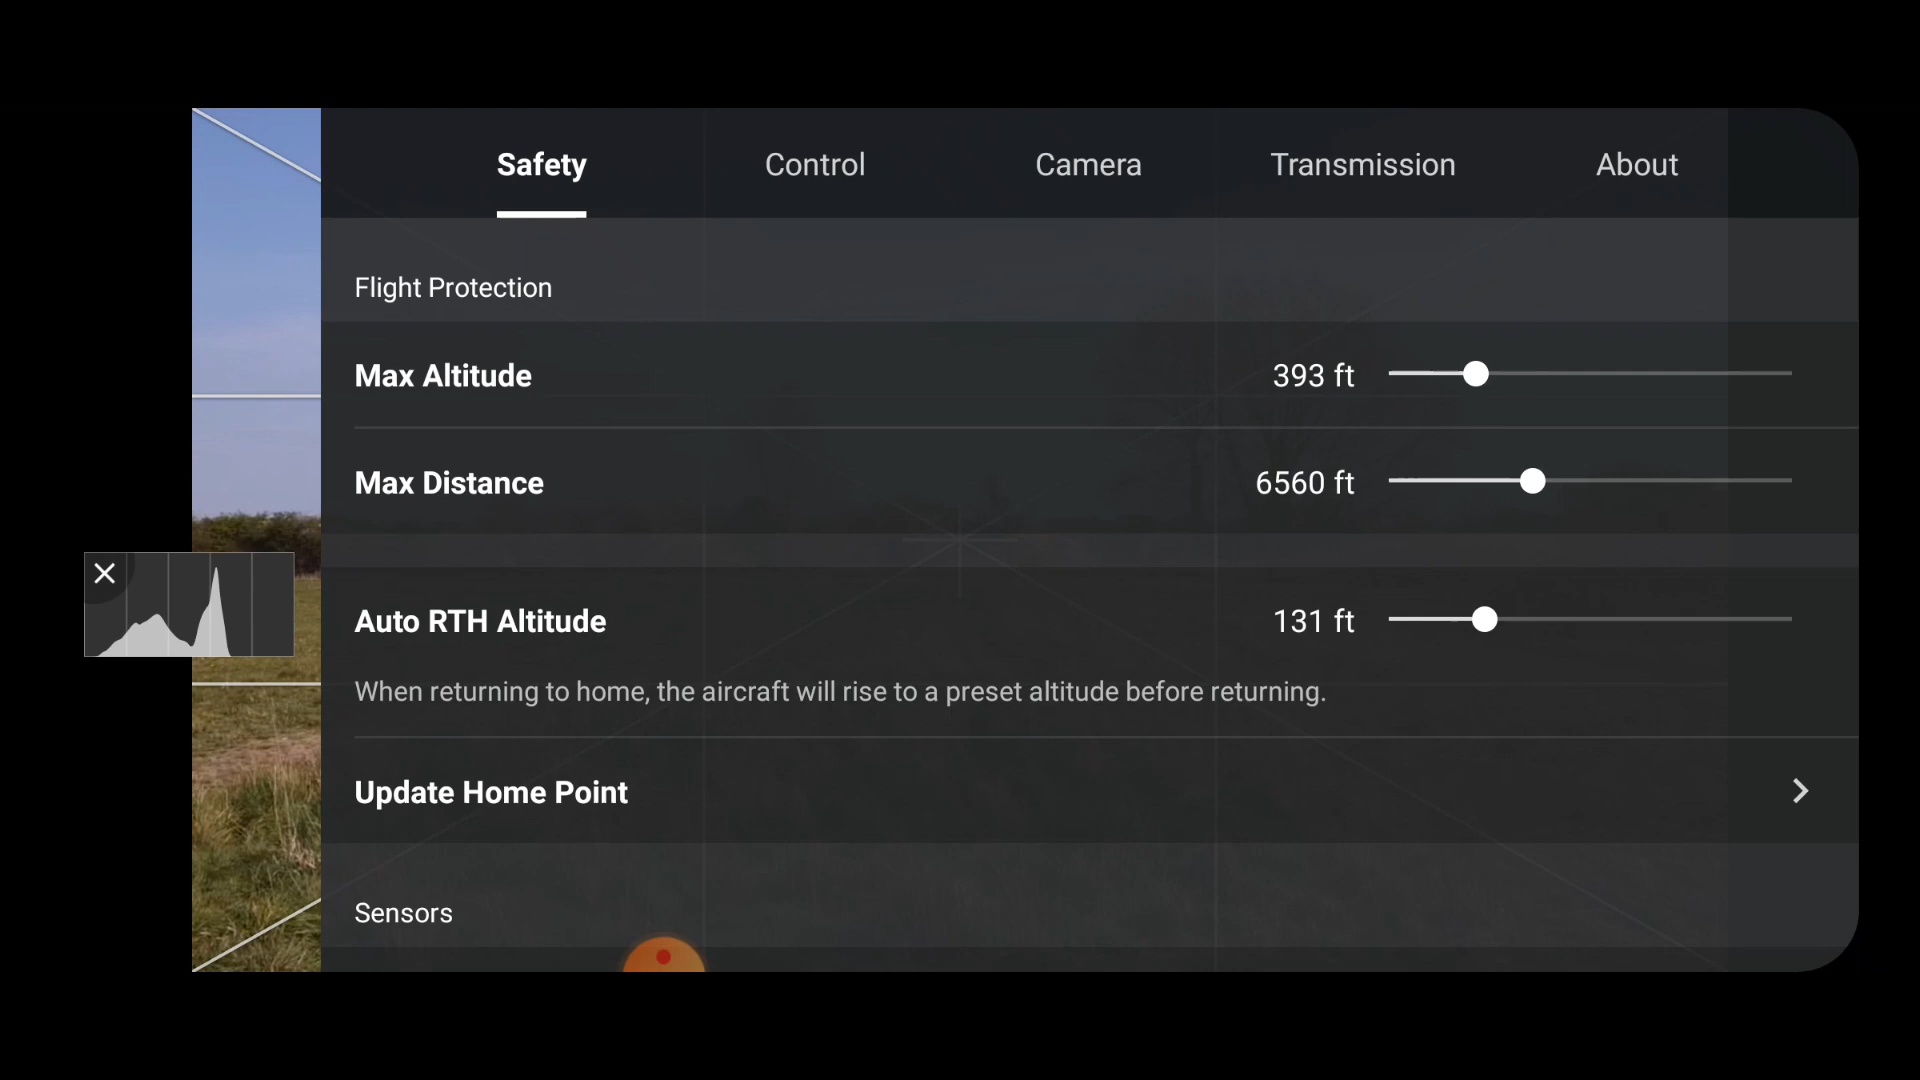 Safety Control Camera Transmission About
Flight Protection
Max Altitude 393 ft
Max Distance 6560 ft
Auto RTH Altitude 131 ft
When returning to home, the aircraft will rise to a preset altitude before returning.
Update Home Point
Sensors